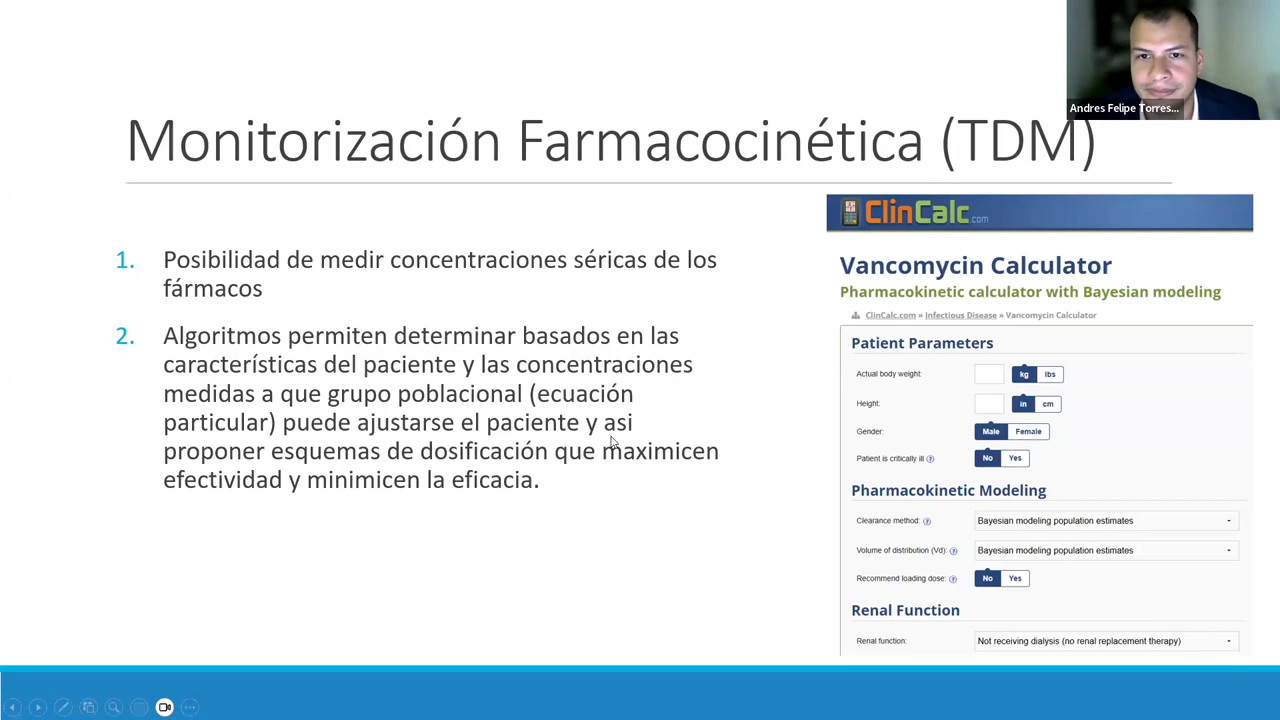 Andres Felipe Torres...
Monitorización Farmacocinética (TDM)
1. Posibilidad de medir concentraciones séricas de los
fármacos
2. Algoritmos permiten determinar basados en las
características del paciente y las concentraciones
medidas a que grupo poblacional (ecuación
particular) puede ajustarse el paciente y asi
proponer esquemas de dosificación que maximicen
efectividad y minimicen la eficacia.
ClinCalc.com
Vancomycin Calculator
Pharmacokinetic calculator with Bayesian modeling
ClinCalc.com » Infectious Disease » Vancomycin Calculator
Patient Parameters
Actual body weight: kg lbs
Height: in cm
Gender: Male Female
Patient is critically ill ? No Yes
Pharmacokinetic Modeling
Clearance method: ? Bayesian modeling population estimates
Volume of distribution (Vd): ? Bayesian modeling population estimates
Recommend loading dose: ? No Yes
Renal Function
Renal function: Not receiving dialysis (no renal replacement therapy)